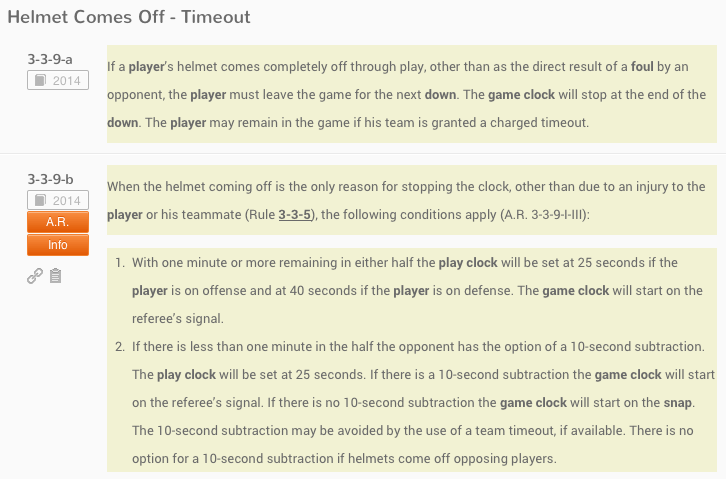 Helmet Comes Off - Timeout
3-3-9-a
2014
If a player's helmet comes completely off through play, other than as the direct result of a foul by an
opponent, the player must leave the game for the next down. The game clock will stop at the end of the
down. The player may remain in the game if his team is granted a charged timeout.
3-3-9-b
2014
A.R.
Info
When the helmet coming off is the only reason for stopping the clock, other than due to an injury to the
player or his teammate (Rule 3-3-5), the following conditions apply (A.R. 3-3-9-I-III):
1. With one minute or more remaining in either half the play clock will be set at 25 seconds if the
player is on offense and at 40 seconds if the player is on defense. The game clock will start on the
referee's signal.
2. If there is less than one minute in the half the opponent has the option of a 10-second subtraction.
The play clock will be set at 25 seconds. If there is a 10-second subtraction the game clock will start
on the referee's signal. If there is no 10-second subtraction the game clock will start on the snap.
The 10-second subtraction may be avoided by the use of a team timeout, if available. There is no
option for a 10-second subtraction if helmets come off opposing players.